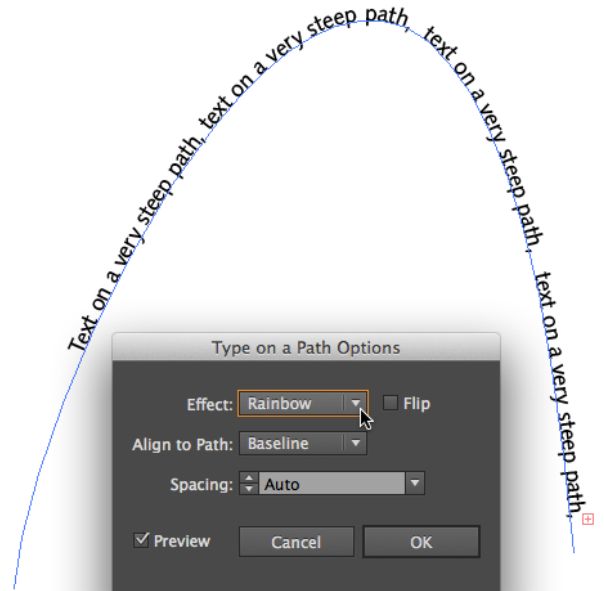 Text on a very steep path, text on a very steep path, text on a very steep path, text on a very steep path,
Type on a Path Options
Effect: Rainbow Flip
Align to Path: Baseline
Spacing: Auto
Preview Cancel OK